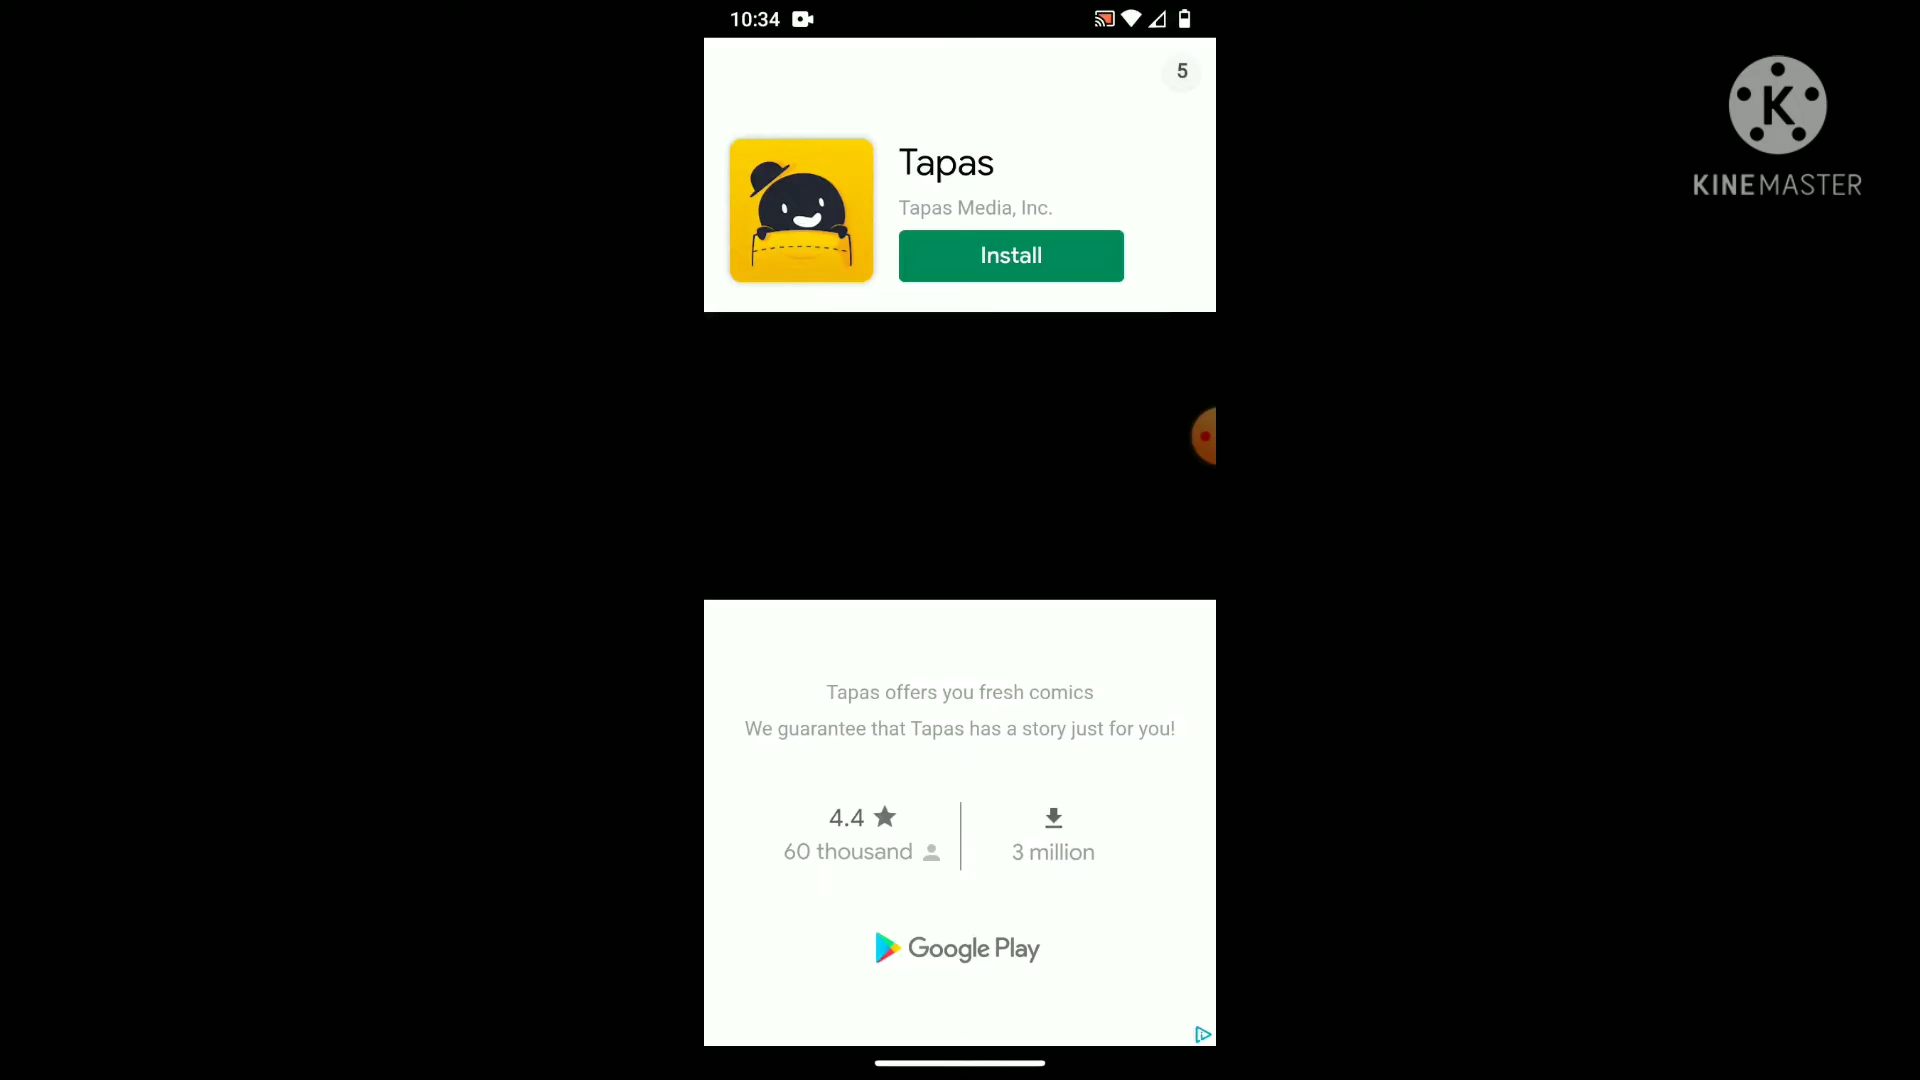 10:34
5
K
KINEMASTER
Tapas
Tapas Media, Inc.
Install
Tapas offers you fresh comics
We guarantee that Tapas has a story just for you!
4.4
60 thousand
3 million
Google Play